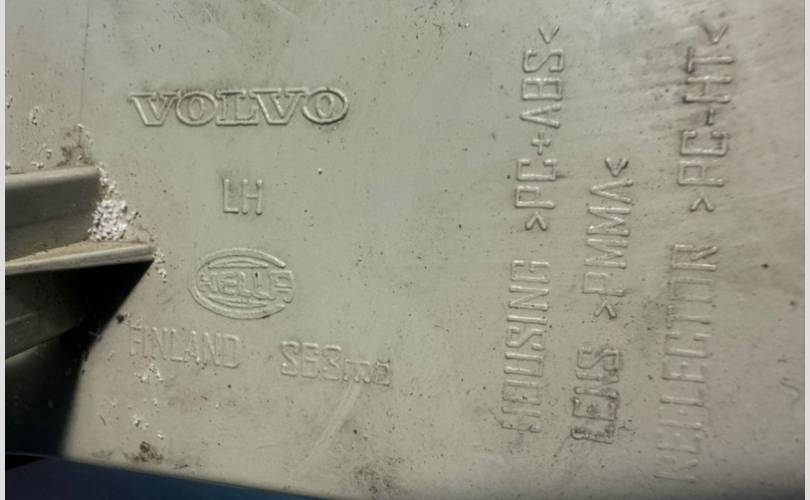 VOLVO
LH
HELLA
FINLAND
HOUSING >PC+ABS<
LENS >PMMA<
REFLECTOR >PC-HT<